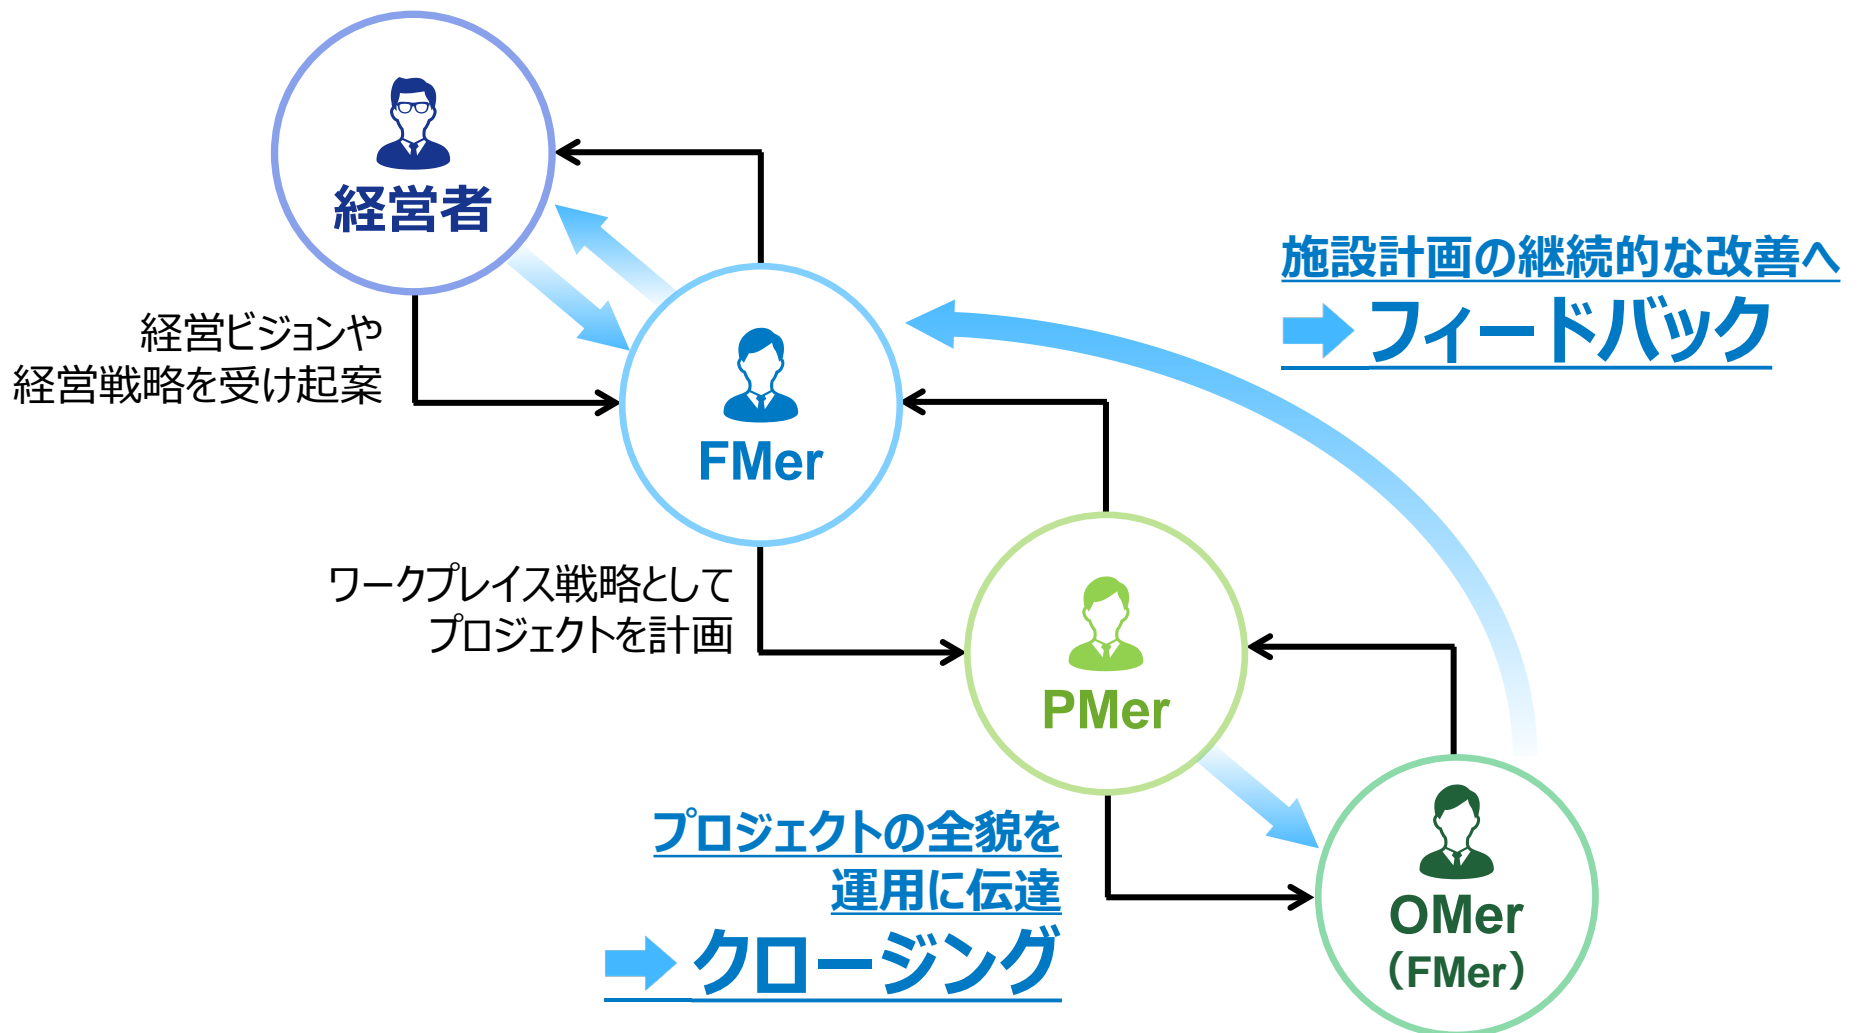 経営者
経営ビジョンや
経営戦略を受け起案
施設計画の継続的な改善へ
フィードバック
FMer
ワークプレイス戦略として
プロジェクトを計画
PMer
プロジェクトの全貌を
運用に伝達
クロージング
OMer
（FMer）